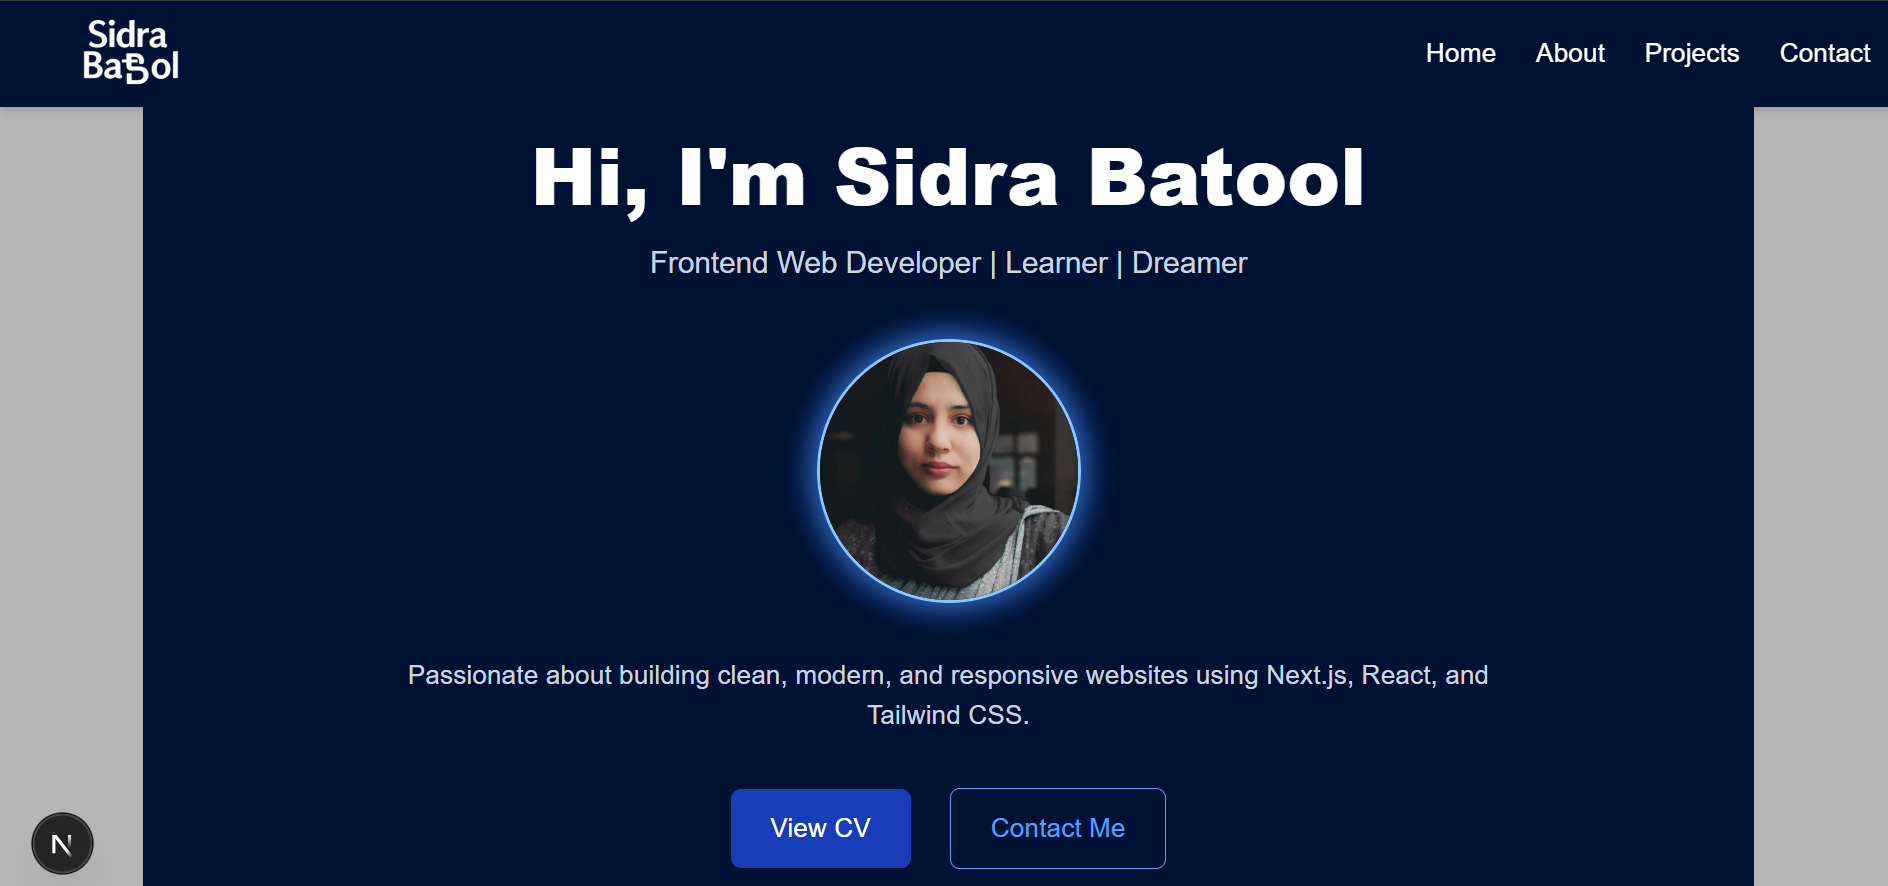 Sidra
Batool
Home
About
Projects
Contact
Hi, I'm Sidra Batool
Frontend Web Developer | Learner | Dreamer
Passionate about building clean, modern, and responsive websites using Next.js, React, and
Tailwind CSS.
View CV
Contact Me
N